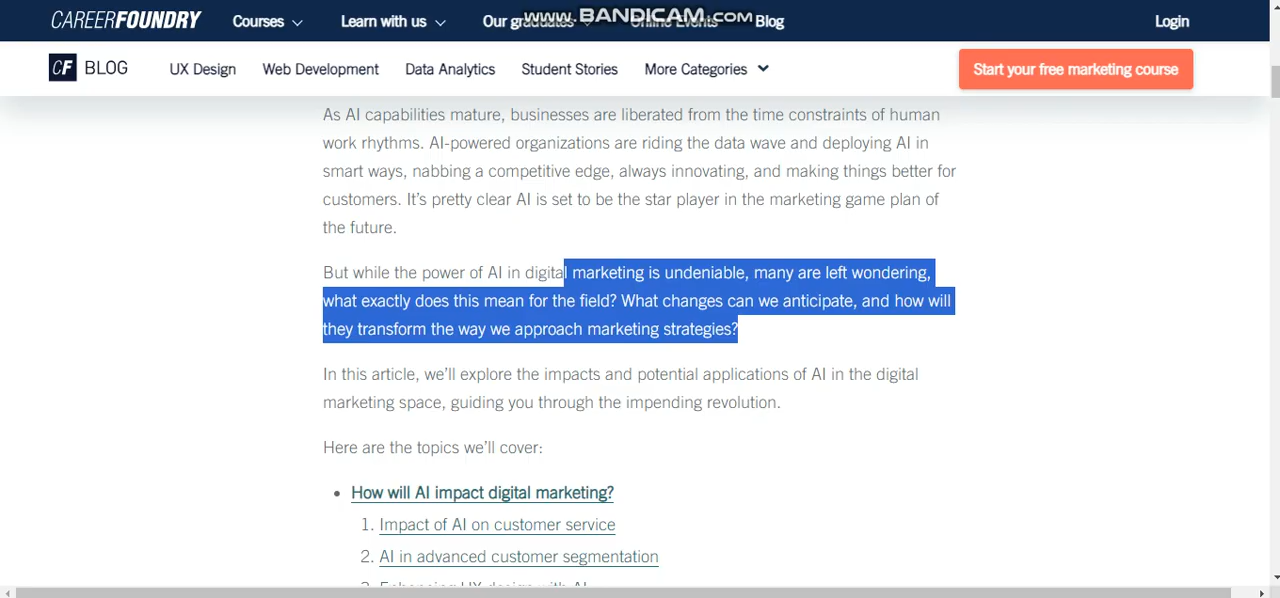 CAREERFOUNDRY Courses Learn with us Our graduates Online Events Blog Login
www.BANDICAM.com
CF BLOG UX Design Web Development Data Analytics Student Stories More Categories Start your free marketing course
As AI capabilities mature, businesses are liberated from the time constraints of human
work rhythms. AI-powered organizations are riding the data wave and deploying AI in
smart ways, nabbing a competitive edge, always innovating, and making things better for
customers. It’s pretty clear AI is set to be the star player in the marketing game plan of
the future.
But while the power of AI in digital marketing is undeniable, many are left wondering,
what exactly does this mean for the field? What changes can we anticipate, and how will
they transform the way we approach marketing strategies?
In this article, we’ll explore the impacts and potential applications of AI in the digital
marketing space, guiding you through the impending revolution.
Here are the topics we’ll cover:
• How will AI impact digital marketing?
1. Impact of AI on customer service
2. AI in advanced customer segmentation
3. Enhancing UX design with AI